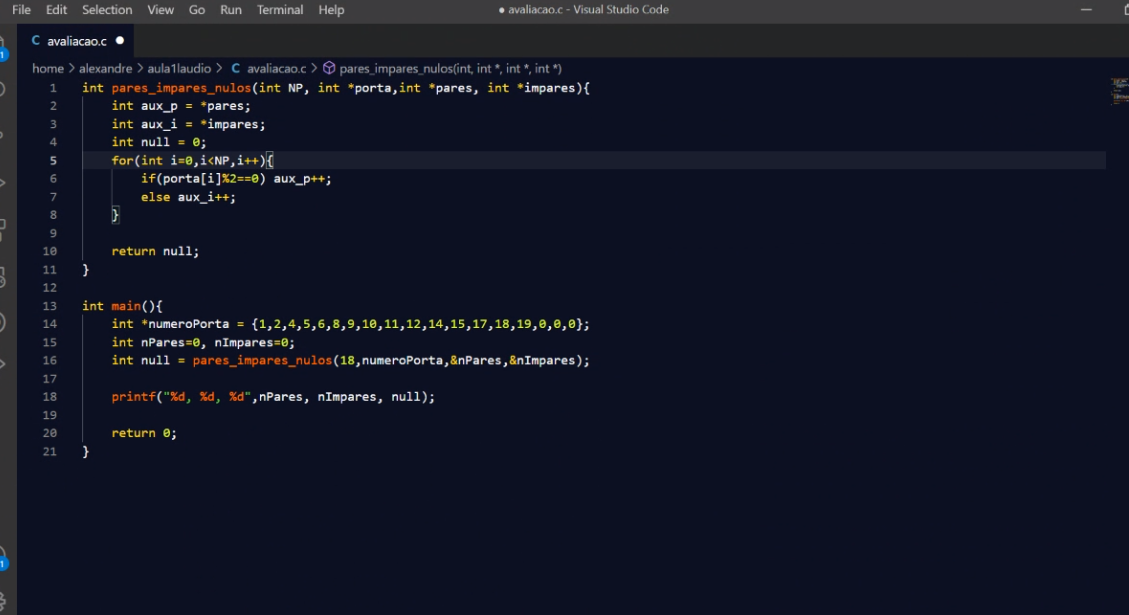 File Edit Selection View Go Run Terminal Help ● avaliacao.c - Visual Studio Code
C avaliacao.c ●
home > alexandre > aula1laudio > C avaliacao.c > pares_impares_nulos(int, int *, int *, int *)
1 int pares_impares_nulos(int NP, int *porta,int *pares, int *impares){
2 int aux_p = *pares;
3 int aux_i = *impares;
4 int null = 0;
5 for(int i=0,i<NP,i++){
6 if(porta[i]%2==0) aux_p++;
7 else aux_i++;
8 }
9
10 return null;
11 }
12
13 int main(){
14 int *numeroPorta = {1,2,4,5,6,8,9,10,11,12,14,15,17,18,19,0,0,0};
15 int nPares=0, nImpares=0;
16 int null = pares_impares_nulos(18,numeroPorta,&nPares,&nImpares);
17
18 printf("%d, %d, %d",nPares, nImpares, null);
19
20 return 0;
21 }
1
1